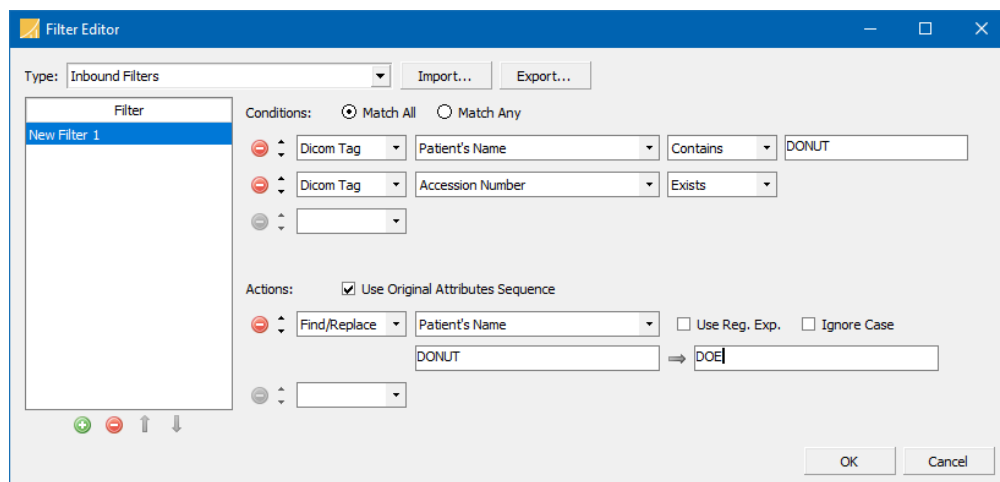 Filter Editor
Type: Inbound Filters Import... Export...
Filter
New Filter 1
Conditions: Match All Match Any
Dicom Tag Patient's Name Contains DONUT
Dicom Tag Accession Number Exists
Actions: Use Original Attributes Sequence
Find/Replace Patient's Name Use Reg. Exp. Ignore Case
DONUT DOE
OK Cancel